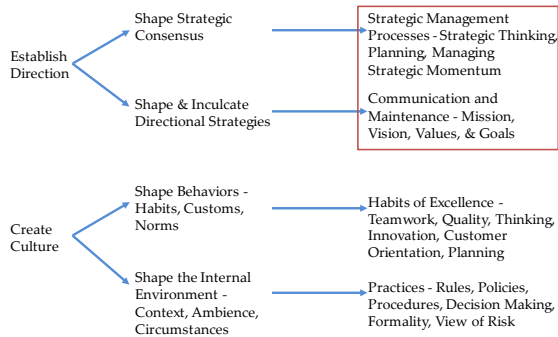 Shape Strategic
Consensus
Strategic Management
Processes - Strategic Thinking,
Planning, Managing
Strategic Momentum
Establish
Direction
Shape & Inculcate
Directional Strategies
Communication and
Maintenance - Mission,
Vision, Values, & Goals
Shape Behaviors -
Habits, Customs,
Norms
Habits of Excellence -
Teamwork, Quality, Thinking,
Innovation, Customer
Orientation, Planning
Create
Culture
Shape the Internal
Environment -
Context, Ambience,
Circumstances
Practices - Rules, Policies,
Procedures, Decision Making,
Formality, View of Risk